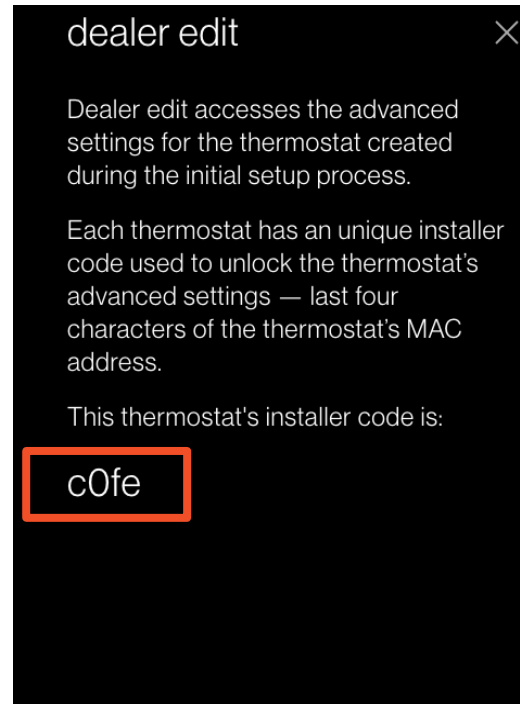 dealer edit
Dealer edit accesses the advanced
settings for the thermostat created
during the initial setup process.
Each thermostat has an unique installer
code used to unlock the thermostat’s
advanced settings — last four
characters of the thermostat’s MAC
address.
This thermostat's installer code is:
c0fe